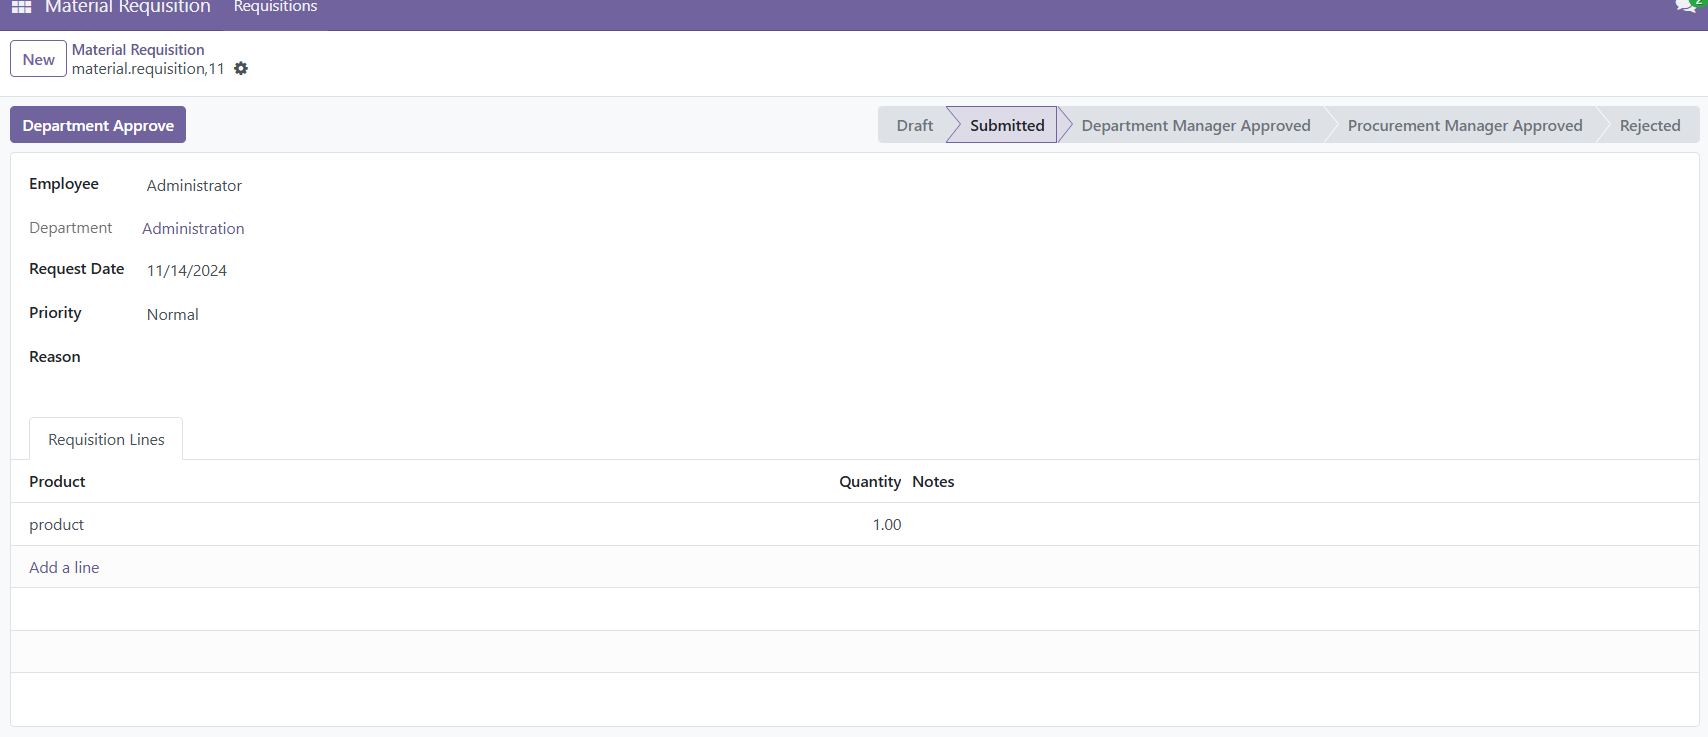 Material Requisition Requisitions
2
New
Material Requisition
material.requisition,11
Department Approve
Draft Submitted Department Manager Approved Procurement Manager Approved Rejected
Employee Administrator
Department Administration
Request Date 11/14/2024
Priority Normal
Reason
Requisition Lines
Product Quantity Notes
product 1.00
Add a line